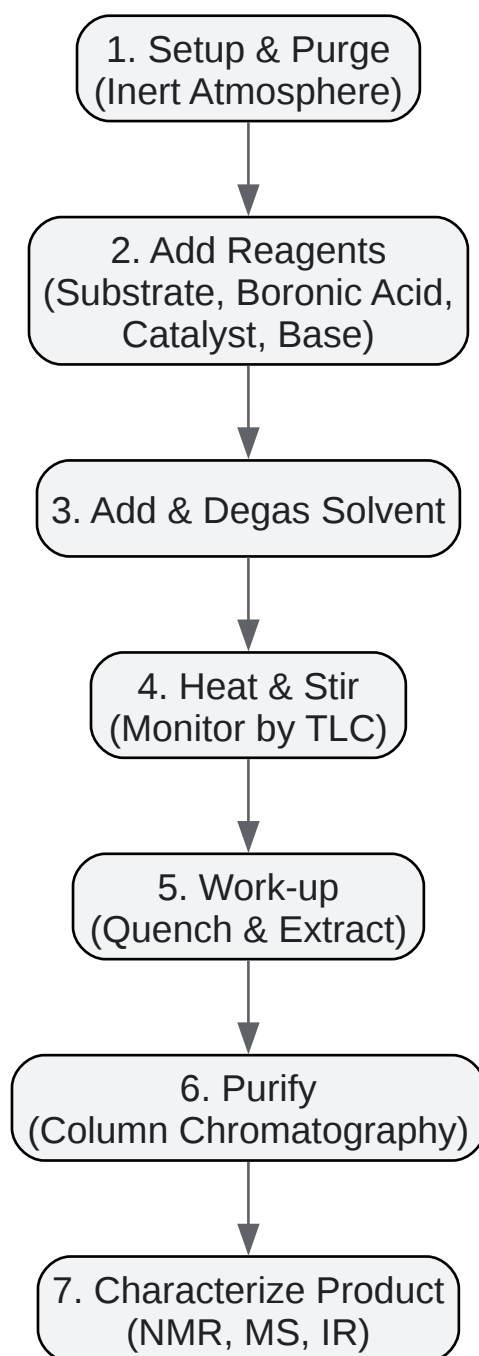 1. Setup & Purge
(Inert Atmosphere)
2. Add Reagents
(Substrate, Boronic Acid,
Catalyst, Base)
3. Add & Degas Solvent
4. Heat & Stir
(Monitor by TLC)
5. Work-up
(Quench & Extract)
6. Purify
(Column Chromatography)
7. Characterize Product
(NMR, MS, IR)